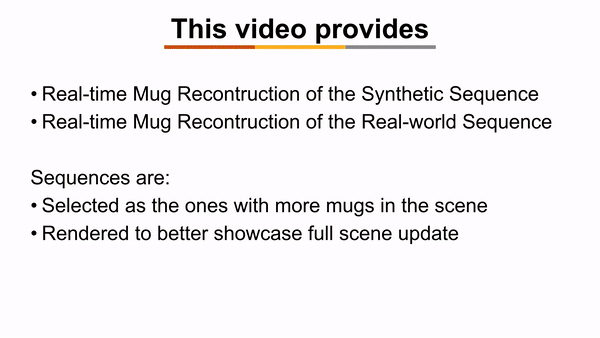 This video provides
• Real-time Mug Recontruction of the Synthetic Sequence
• Real-time Mug Recontruction of the Real-world Sequence
Sequences are:
• Selected as the ones with more mugs in the scene
• Rendered to better showcase full scene update